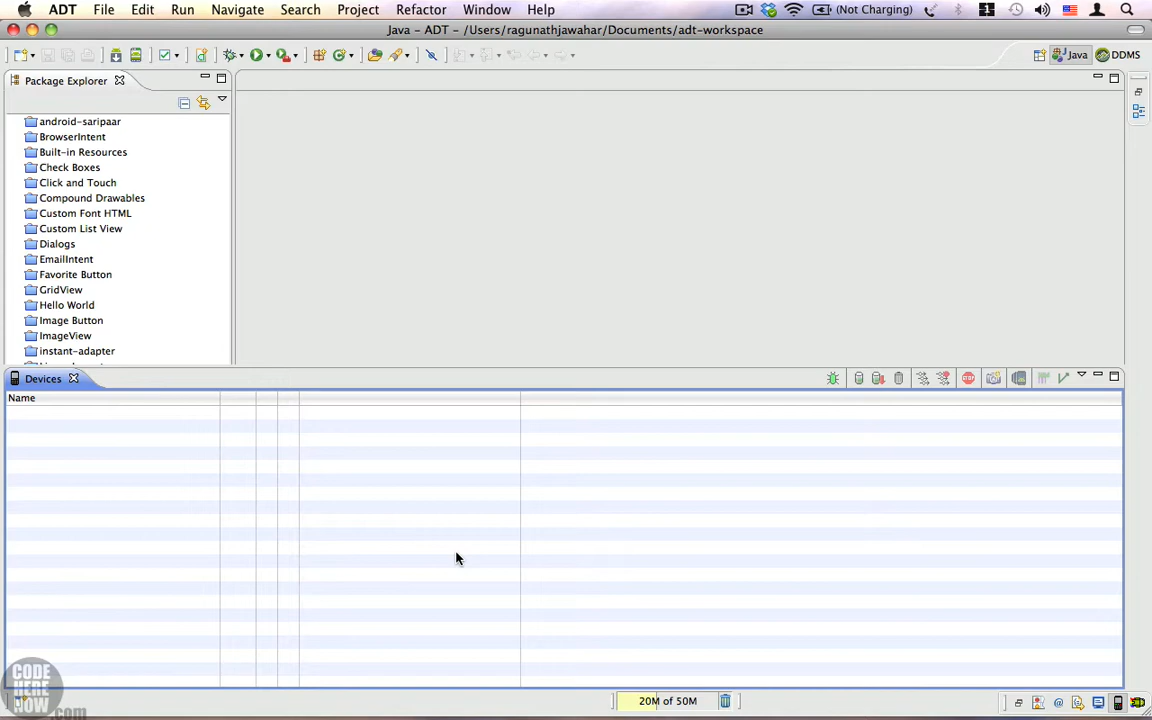 ADT File Edit Run Navigate Search Project Refactor Window Help 1 (Not Charging)
Java – ADT – /Users/ragunathjawahar/Documents/adt-workspace
Java DDMS
Package Explorer
android-saripaar
BrowserIntent
Built-in Resources
Check Boxes
Click and Touch
Compound Drawables
Custom Font HTML
Custom List View
Dialogs
EmailIntent
Favorite Button
GridView
Hello World
Image Button
ImageView
instant-adapter
Devices
Name
20M of 50M
CODE
HERE
NOW
.com